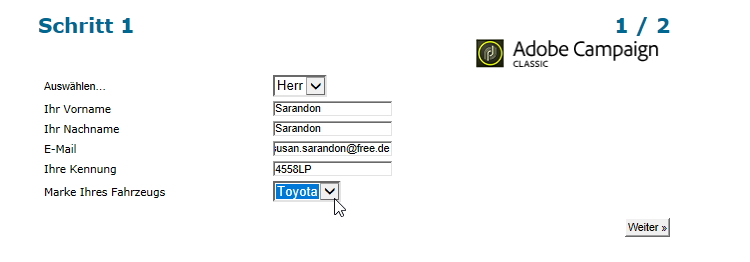 Schritt 1 1 / 2
Adobe Campaign
CLASSIC
Auswählen... Herr
Ihr Vorname Sarandon
Ihr Nachname Sarandon
E-Mail usan.sarandon@free.de
Ihre Kennung 4558LP
Marke Ihres Fahrzeugs Toyota
Weiter »